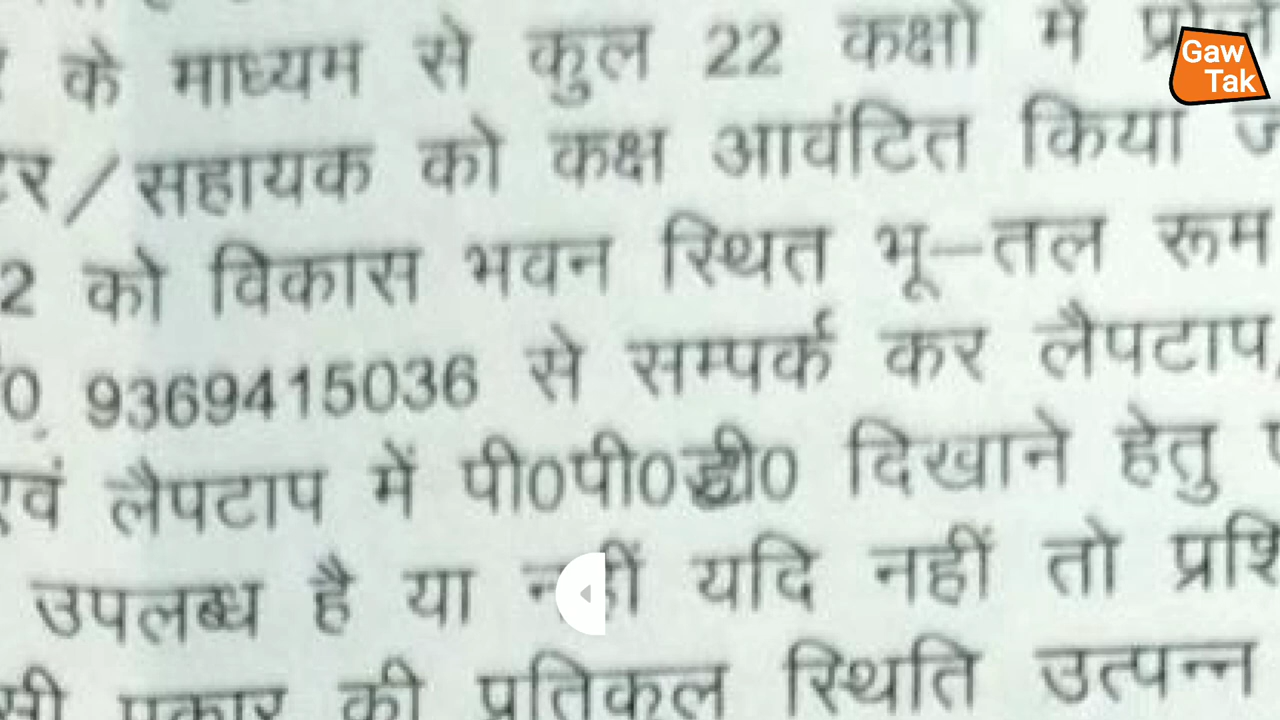 के माध्यम से कुल 22 कक्षों में
Gaw
Tak
/सहायक को कक्ष आवंटित किया
2 को विकास भवन स्थित भू–तल रूम
0 9369415036 से सम्पर्क कर लैपटाप,
एवं लैपटाप में पी0पी0टी0 दिखाने हेतु
उपलब्ध है या नहीं यदि नहीं तो
की प्रतिकूल स्थिति उत्पन्न